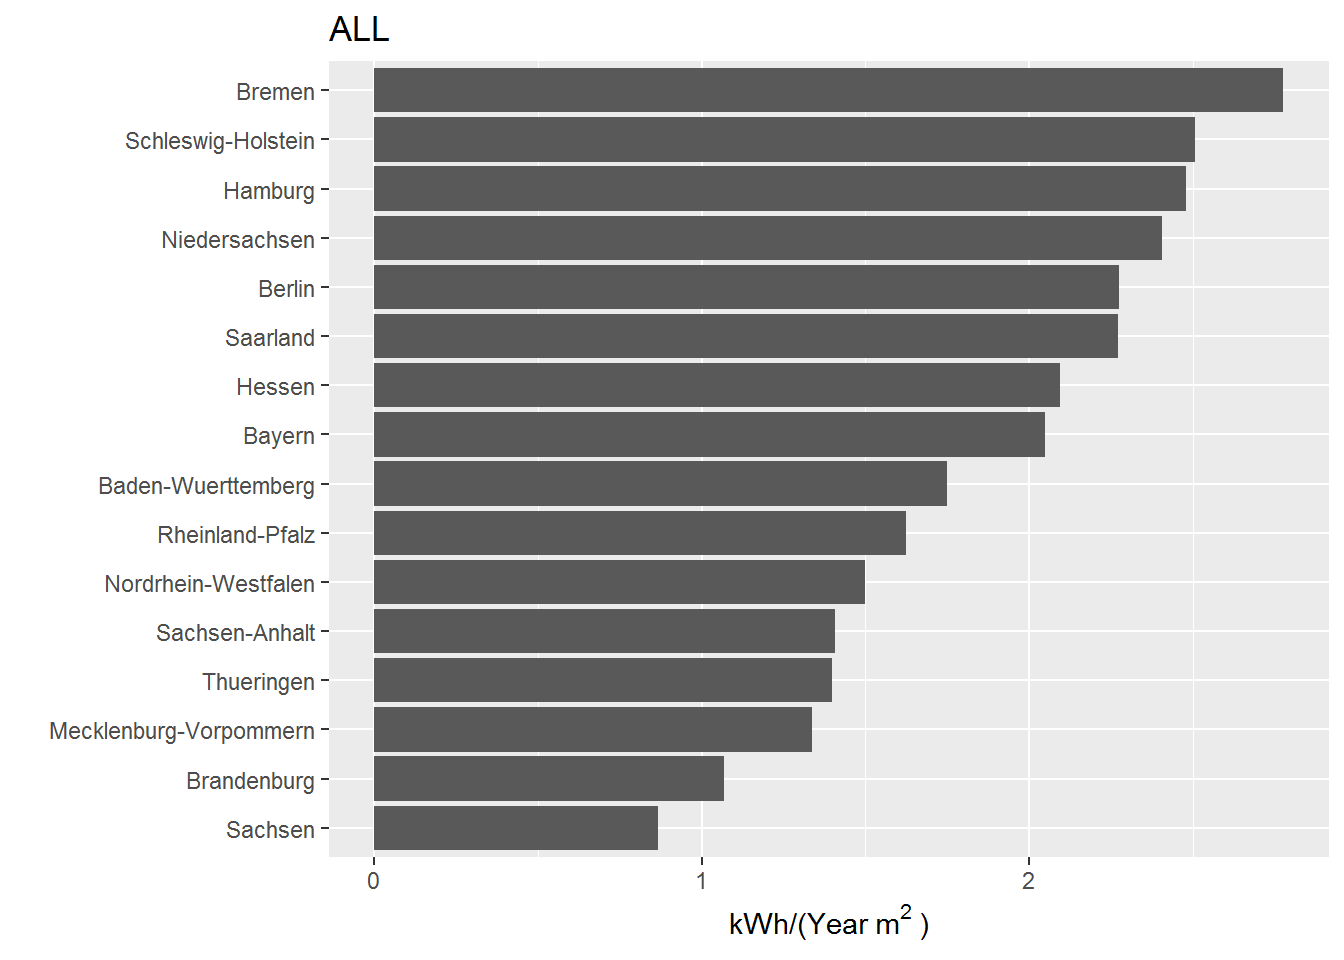 ALL
Bremen
Schleswig-Holstein
Hamburg
Niedersachsen
Berlin
Saarland
Hessen
Bayern
Baden-Wuerttemberg
Rheinland-Pfalz
Nordrhein-Westfalen
Sachsen-Anhalt
Thueringen
Mecklenburg-Vorpommern
Brandenburg
Sachsen
0 1 2
kWh/(Year m² )